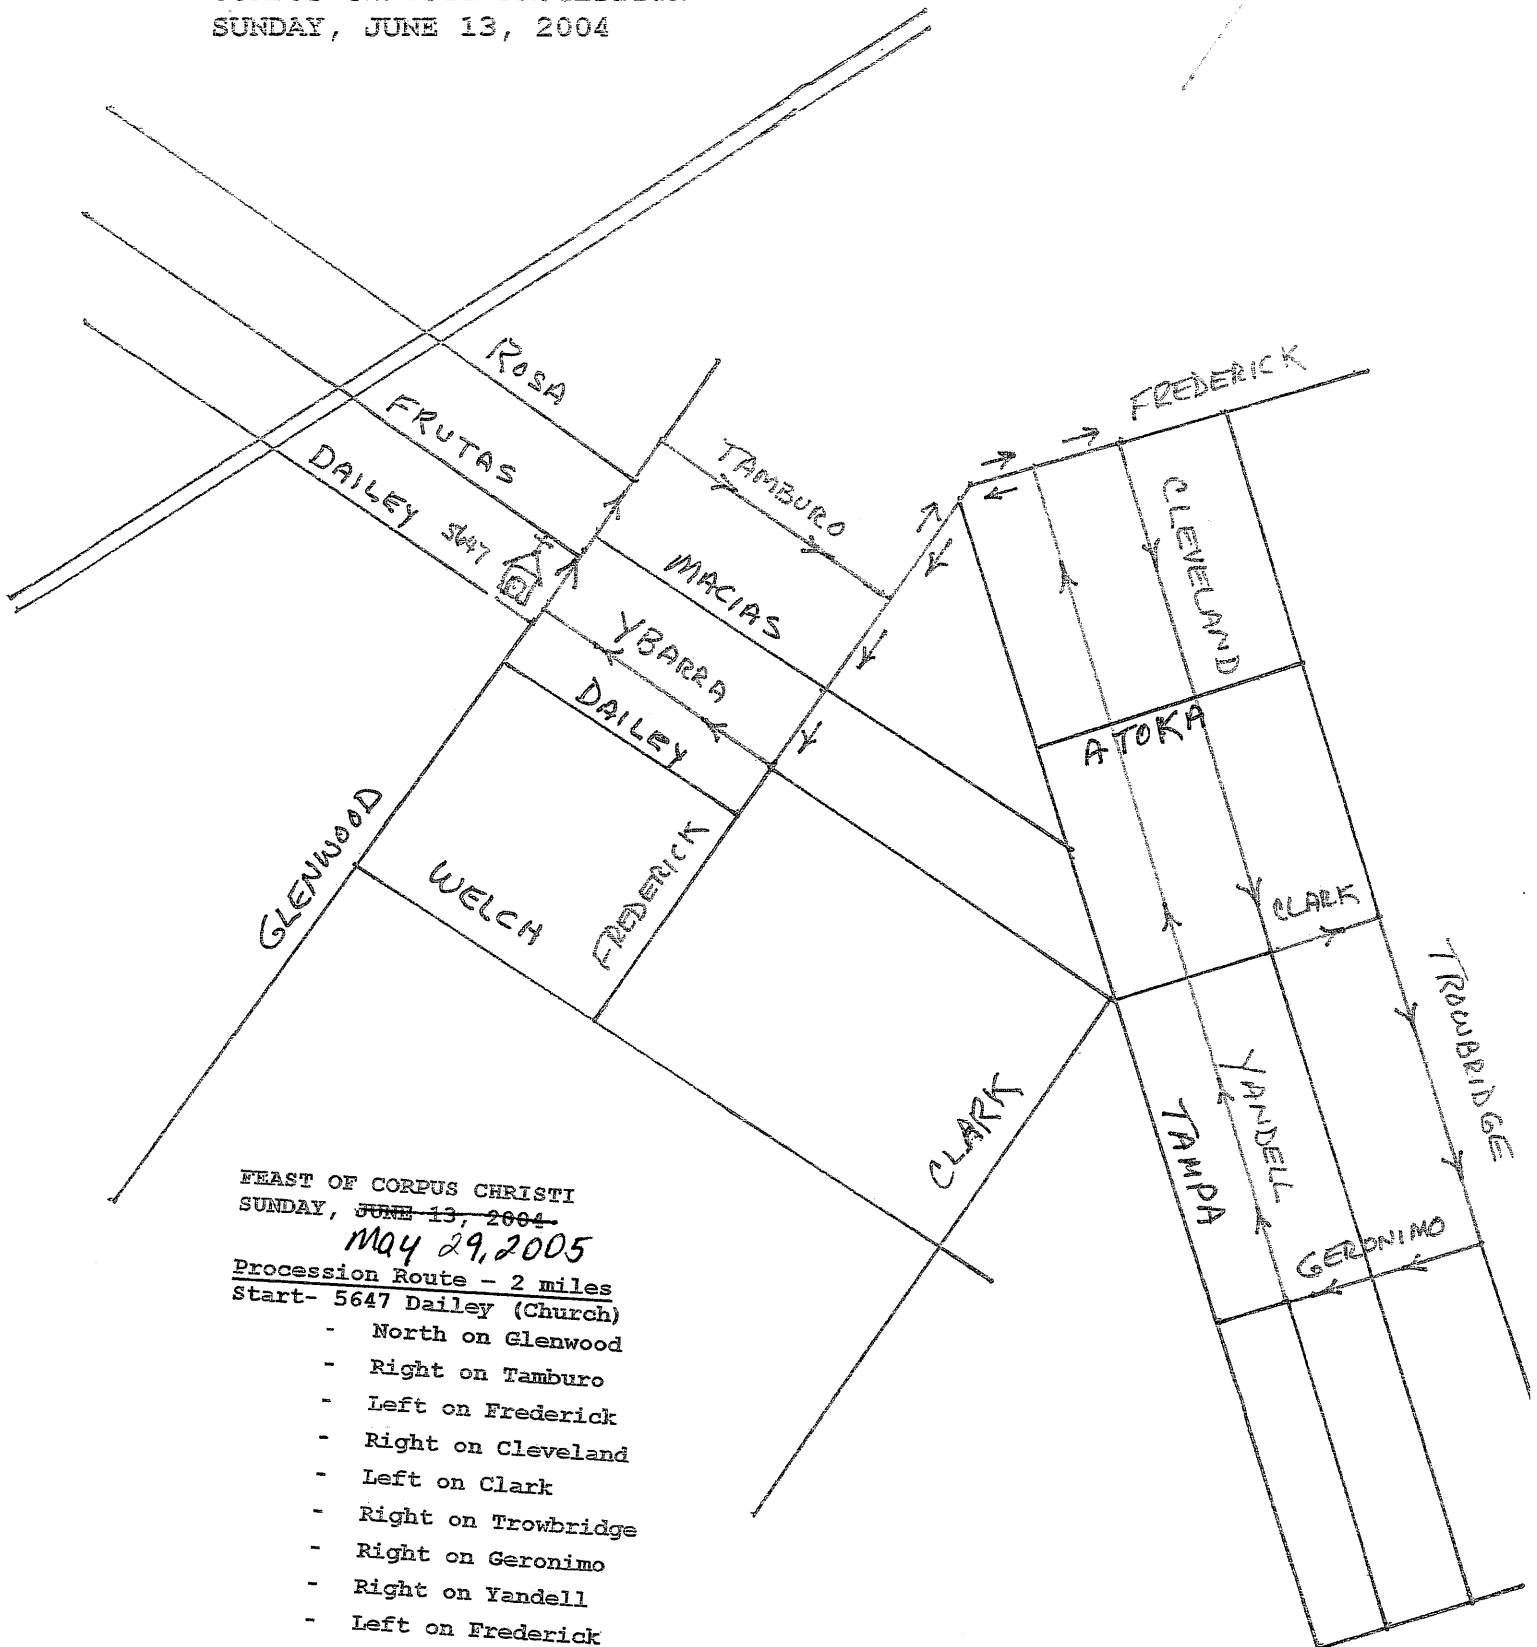 SUNDAY, JUNE 13, 2004
FREDERICK
ROSA
FRUTAS
TAMBURO
DAILEY 5647
CLEVELAND
MACIAS
YBARRA
DAILEY
ATOKA
GLENWOOD
WELCH
FREDERICK
CLARK
TROWBRIDGE
CLARK
YANDELL
TAMPA
GERONIMO
FEAST OF CORPUS CHRISTI
SUNDAY, JUNE 13, 2004
May 29, 2005
Procession Route - 2 miles
Start- 5647 Dailey (Church)
- North on Glenwood
- Right on Tamburo
- Left on Frederick
- Right on Cleveland
- Left on Clark
- Right on Trowbridge
- Right on Geronimo
- Right on Yandell
- Left on Frederick